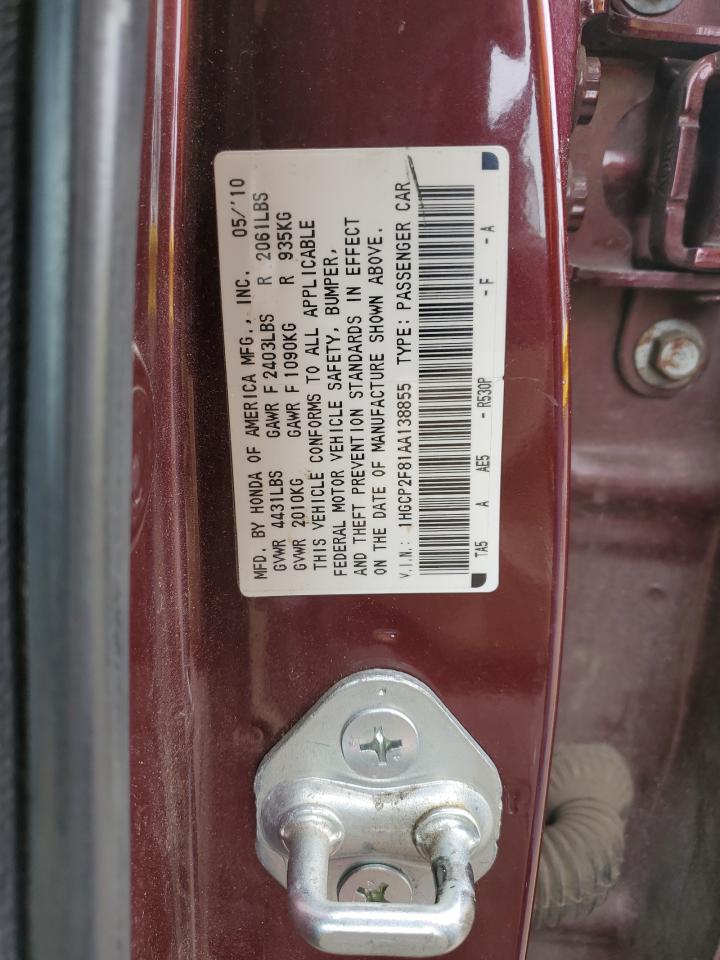 MFD. BY HONDA OF AMERICA MFG., INC. 05/'10
GVWR 4431LBS GAWR F 2403LBS R 2061LBS
GVWR 2010KG GAWR F 1090KG R 935KG
THIS VEHICLE CONFORMS TO ALL APPLICABLE
FEDERAL MOTOR VEHICLE SAFETY, BUMPER,
AND THEFT PREVENTION STANDARDS IN EFFECT
ON THE DATE OF MANUFACTURE SHOWN ABOVE.
V.I.N.: 1HGCP2F81AA138855 TYPE: PASSENGER CAR
TA5 A AE5 - R530P - F - A